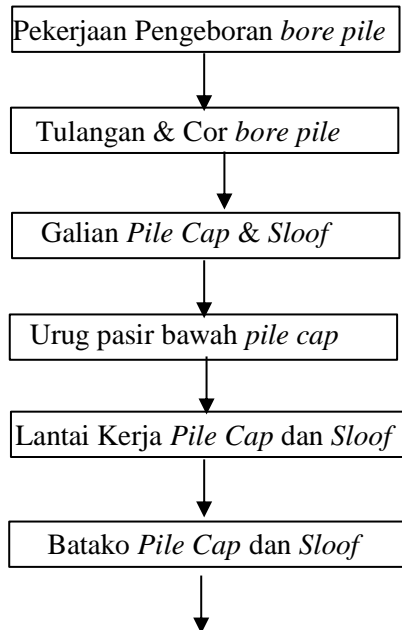 Pekerjaan Pengeboran bore pile
Tulangan & Cor bore pile
Galian Pile Cap & Sloof
Urug pasir bawah pile cap
Lantai Kerja Pile Cap dan Sloof
Batako Pile Cap dan Sloof